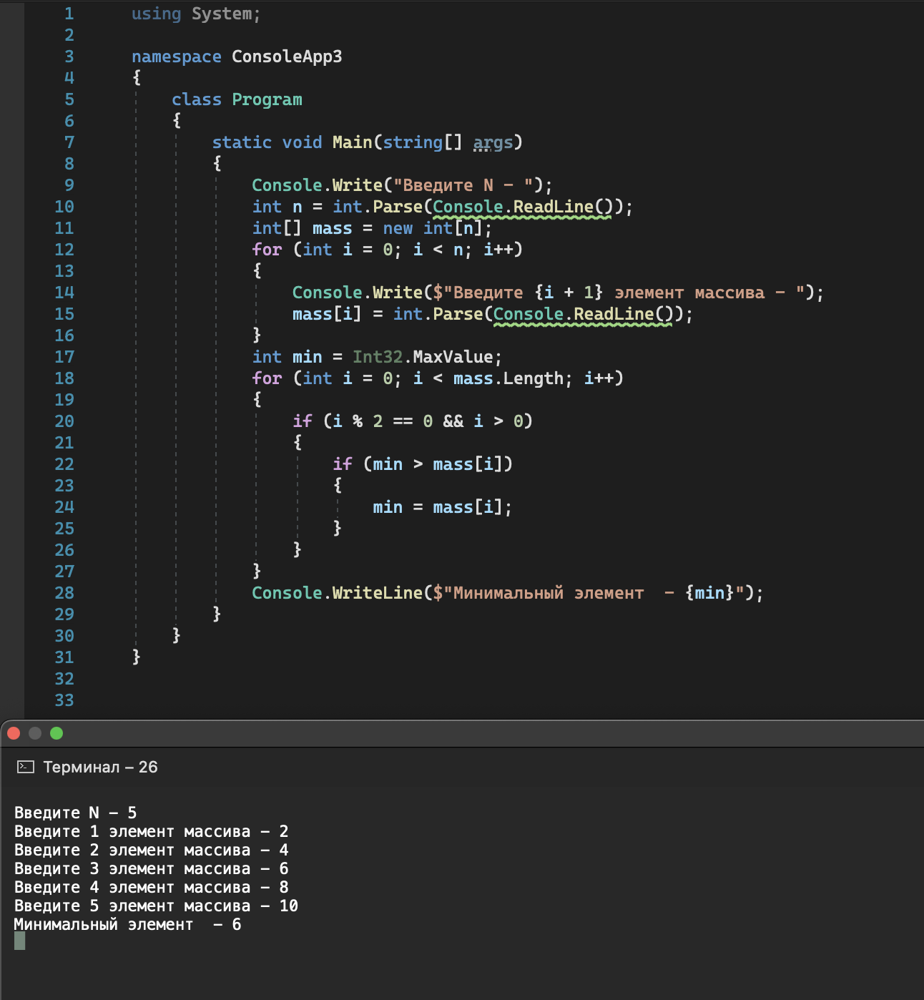 1 using System;
2
3 namespace ConsoleApp3
4 {
5 class Program
6 {
7 static void Main(string[] args)
8 {
9 Console.Write("Введите N - ");
10 int n = int.Parse(Console.ReadLine());
11 int[] mass = new int[n];
12 for (int i = 0; i < n; i++)
13 {
14 Console.Write($"Введите {i + 1} элемент массива - ");
15 mass[i] = int.Parse(Console.ReadLine());
16 }
17 int min = Int32.MaxValue;
18 for (int i = 0; i < mass.Length; i++)
19 {
20 if (i % 2 == 0 && i > 0)
21 {
22 if (min > mass[i])
23 {
24 min = mass[i];
25 }
26 }
27 }
28 Console.WriteLine($"Минимальный элемент  - {min}");
29 }
30 }
31 }
32
33
Терминал – 26
Введите N - 5
Введите 1 элемент массива - 2
Введите 2 элемент массива - 4
Введите 3 элемент массива - 6
Введите 4 элемент массива - 8
Введите 5 элемент массива - 10
Минимальный элемент  - 6